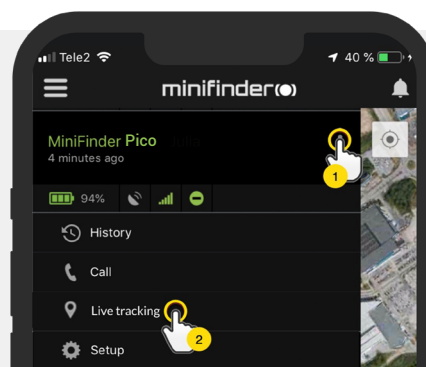 Tele2 40 %
minifinder
MiniFinder Pico
4 minutes ago
1
94%
History
Call
Live tracking
2
Setup